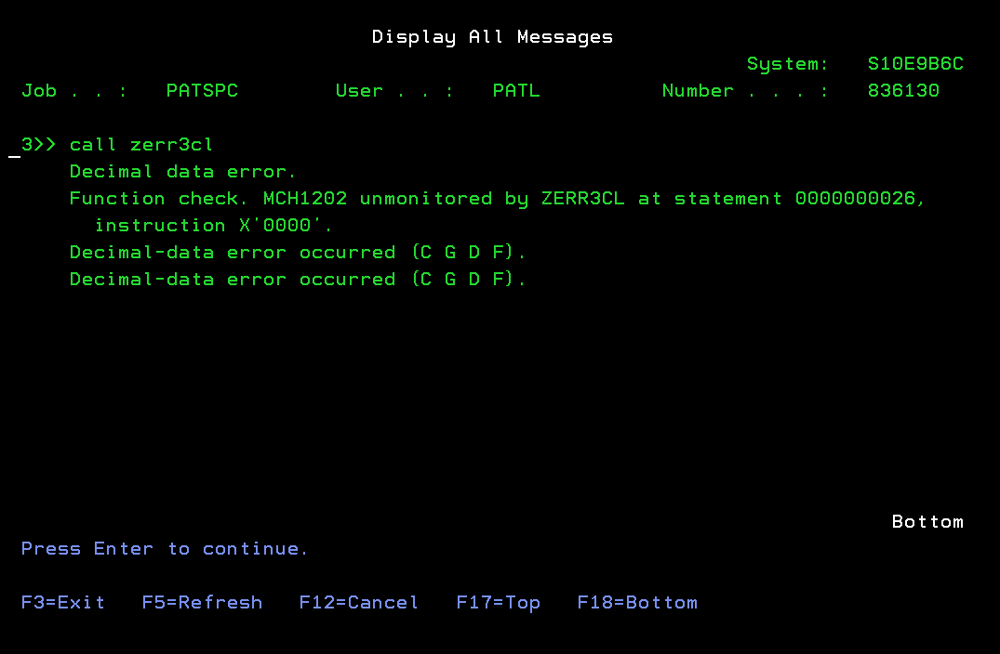 Display All Messages
System:   S10E9B6C
Job . . :   PATSPC        User . . :   PATL          Number . . . :   836130
_3>> call zerr3cl
Decimal data error.
Function check. MCH1202 unmonitored by ZERR3CL at statement 0000000026,
instruction X'0000'.
Decimal-data error occurred (C G D F).
Decimal-data error occurred (C G D F).
Bottom
Press Enter to continue.
F3=Exit   F5=Refresh   F12=Cancel   F17=Top   F18=Bottom